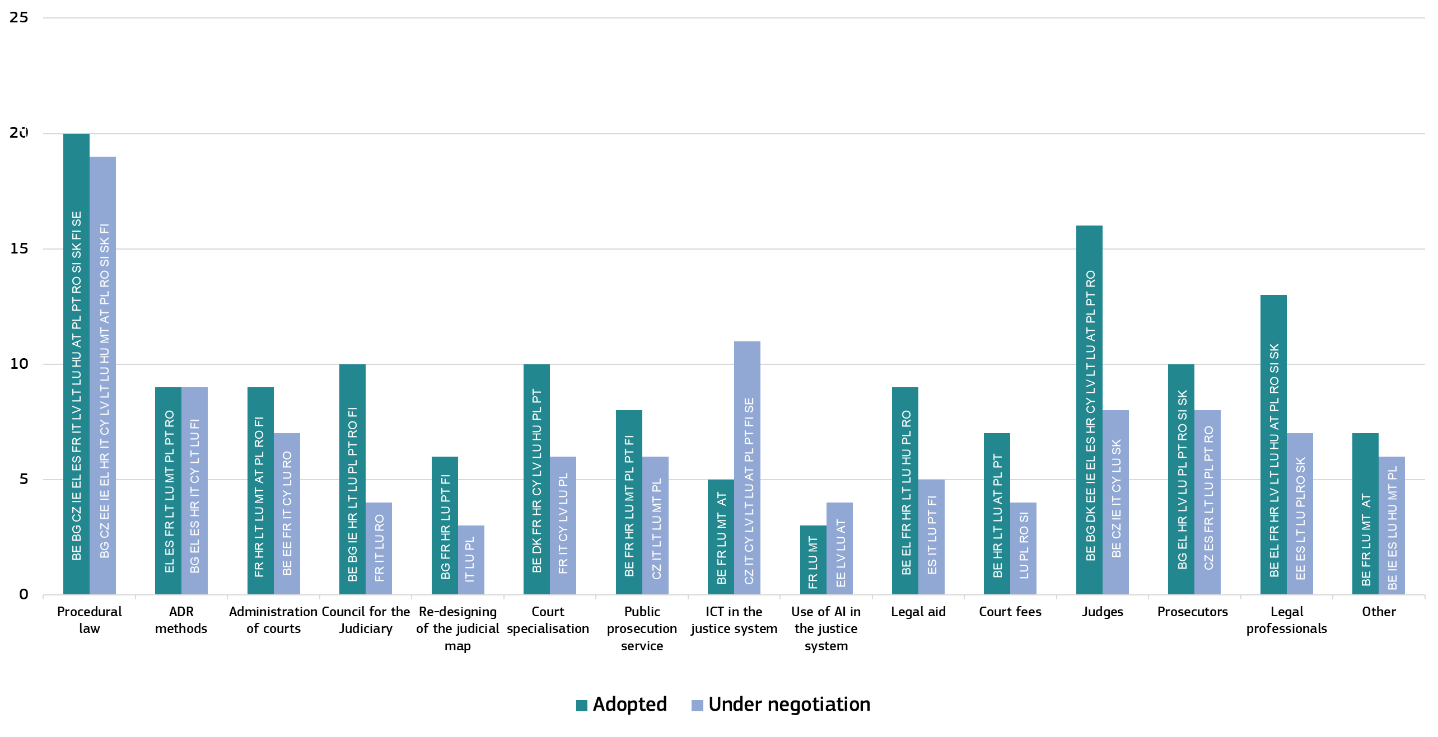 25
20
15
10
5
0
BE BG CZ IE EL ES FR IT LV LT LU HU AT PL PT RO SI SK FI SE
BG CZ EE IE EL HR IT CY LV LT LU HU MT AT PL RO SI SK FI
EL ES FR LT LU MT PL PT RO
BG EL ES HR IT CY LT LU FI
FR HR LT LU MT AT PL RO FI
BE EE FR IT CY LU RO
BE BG IE HR LT LU PL PT RO FI
FR IT LU RO
BG FR HR LU PT FI
IT LU PL
BE DK FR HR CY LV LU HU PL PT
FR IT CY LV LU PL
BE FR HR LU MT PL PT FI
CZ IT LT LU MT PL
BE FR LU MT AT
CZ IT CY LV LT LU AT PL PT FI SE
FR LU MT
EE LV LU AT
BE EL FR HR LT LU HU PL RO
ES IT LU PT FI
BE HR LT LU AT PL PT
LU PL RO SI
BE BG DK EE IE EL ES HR CY LV LT LU AT PL PT RO
BE CZ IE IT CY LU SK
BG EL HR LV LU PL PT RO SI SK
CZ ES FR LT LU PL PT RO
BE EL FR HR LV LT LU HU AT PL RO SI SK
EE ES LT LU PLRO SK
BE FR LU MT AT
BE IE ES LU HU MT PL
Procedural
law
ADR
methods
Administration
of courts
Council for the
Judiciary
Re-designing
of the judicial
map
Court
specialisation
Public
prosecution
service
ICT in the
justice system
Use of AI in
the justice
system
Legal aid
Court fees
Judges
Prosecutors
Legal
professionals
Other
Adopted
Under negotiation